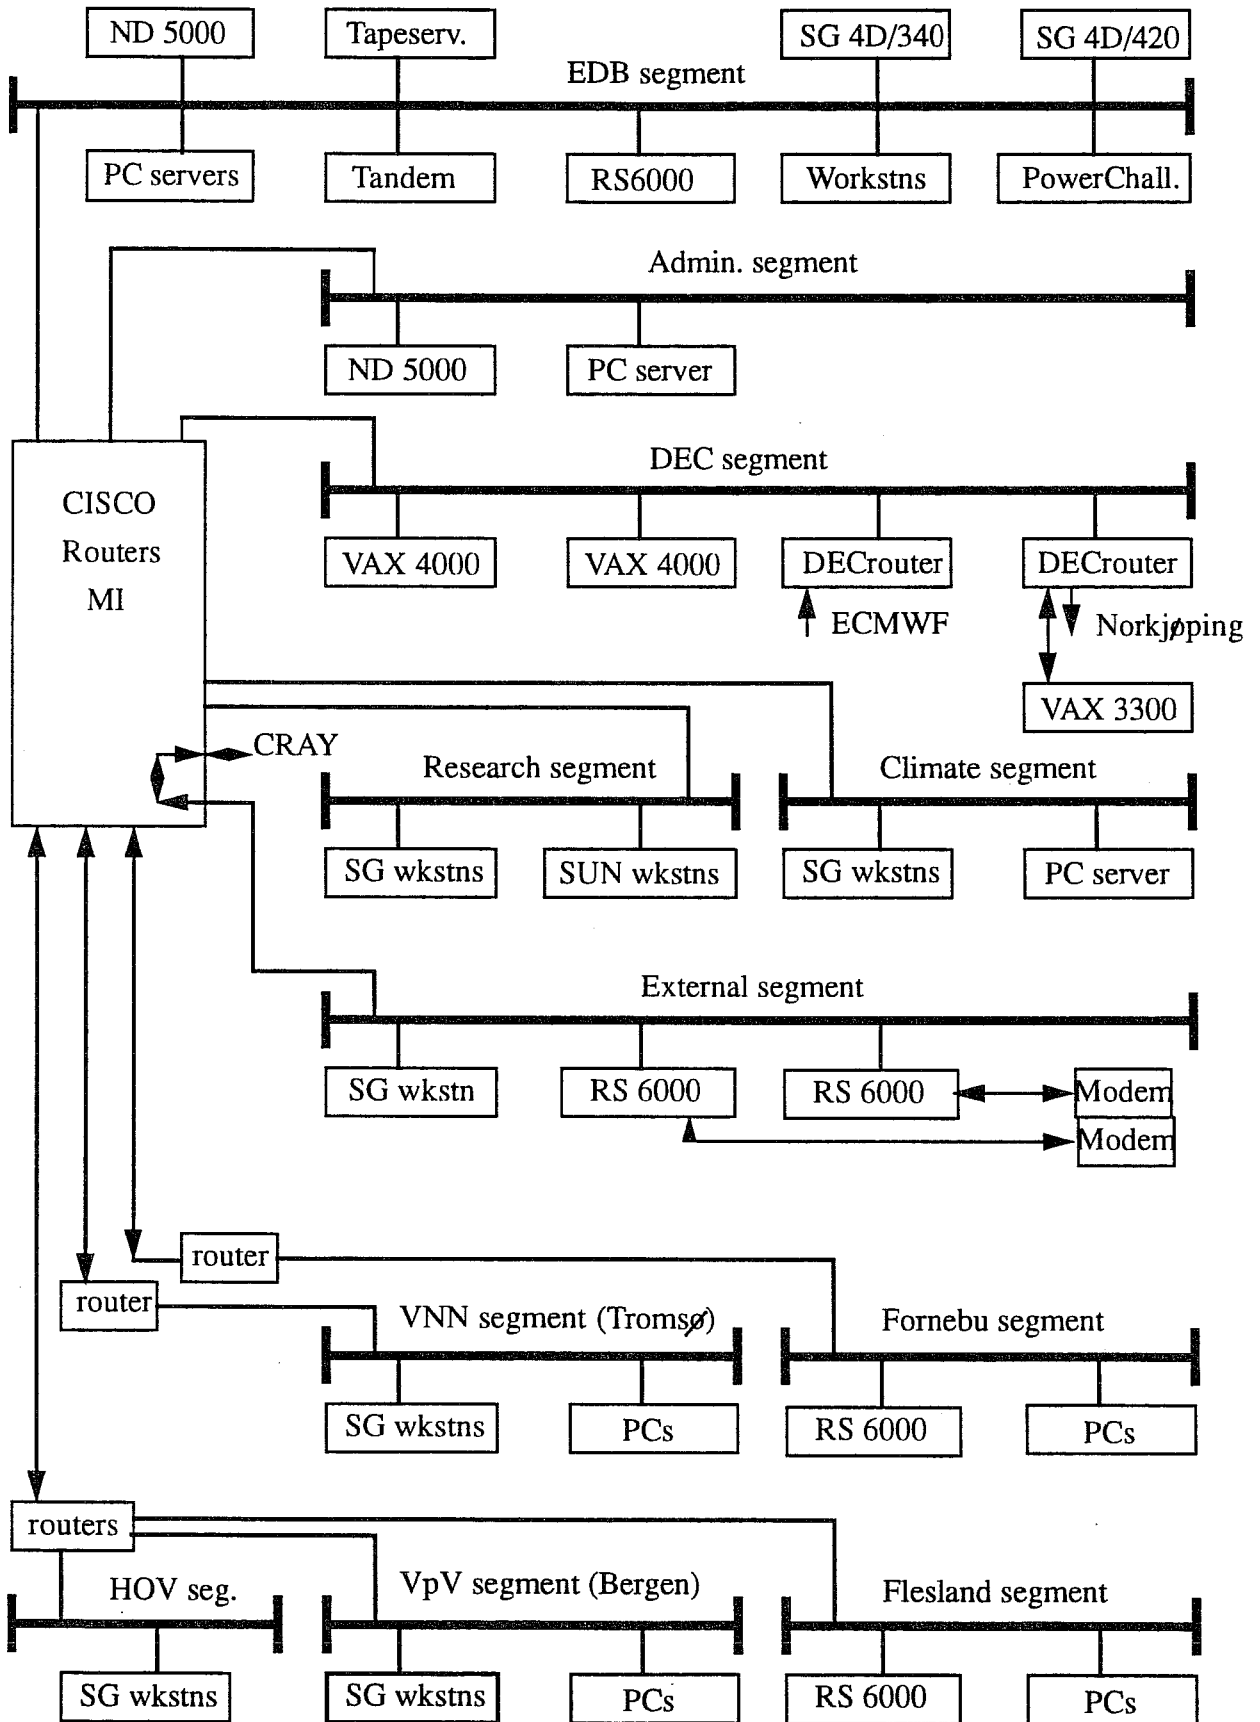 ND 5000
Tapeserv.
SG 4D/340
SG 4D/420
EDB segment
PC servers
Tandem
RS6000
Workstns
PowerChall.
Admin. segment
ND 5000
PC server
CISCO
Routers
MI
DEC segment
VAX 4000
VAX 4000
DECrouter
DECrouter
ECMWF
Norkjøping
VAX 3300
CRAY
Research segment
Climate segment
SG wkstns
SUN wkstns
SG wkstns
PC server
External segment
SG wkstn
RS 6000
RS 6000
Modem
Modem
router
router
VNN segment (Tromsø)
Fornebu segment
SG wkstns
PCs
RS 6000
PCs
routers
HOV seg.
VpV segment (Bergen)
Flesland segment
SG wkstns
SG wkstns
PCs
RS 6000
PCs